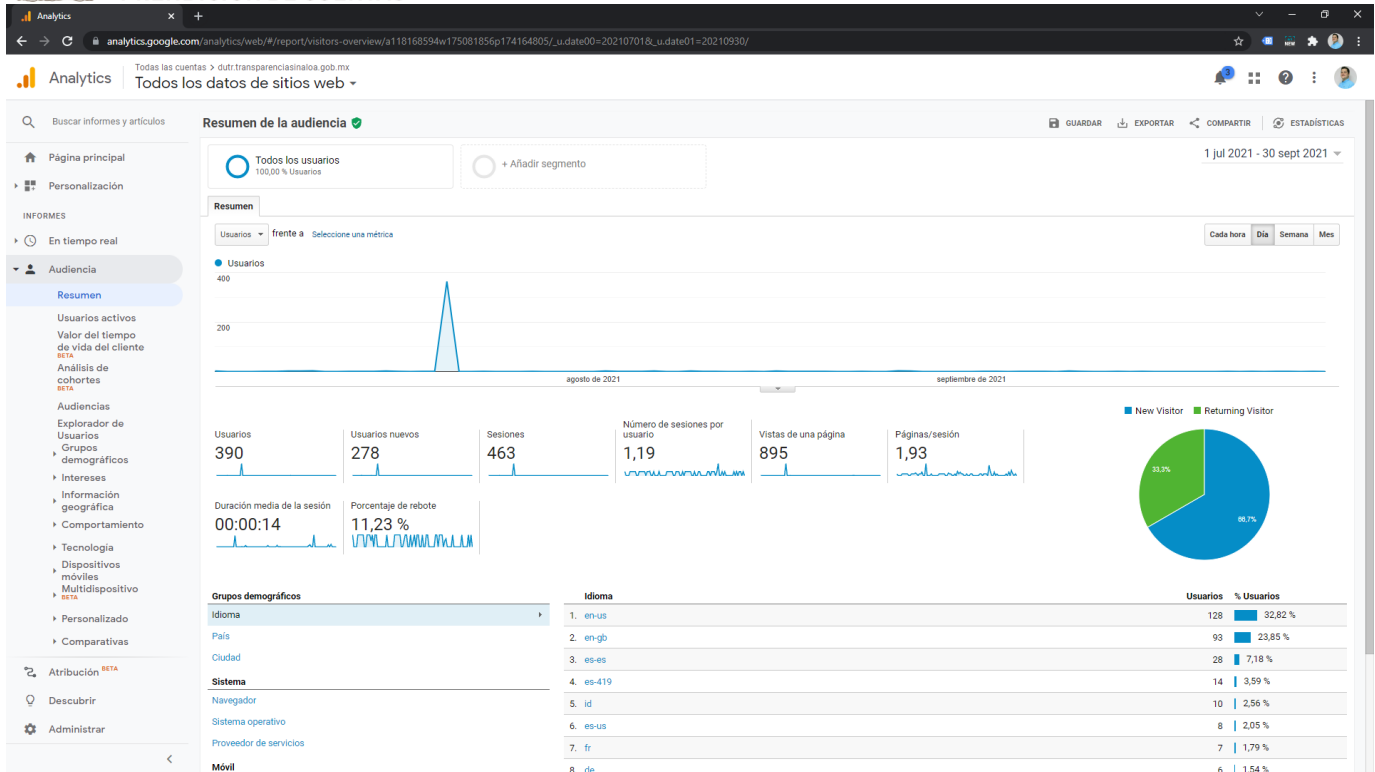 Analytics
analytics.google.com/analytics/web/#/report/visitors-overview/a118168594w175081856p174164805/_u.date00=20210701&_u.date01=20210930/
Analytics
Todas las cuentas > dutr.transparenciasinaloa.gob.mx
Todos los datos de sitios web
3
Buscar informes y artículos
Página principal
Personalización
INFORMES
En tiempo real
Audiencia
Resumen
Usuarios activos
Valor del tiempo
de vida del cliente
BETA
Análisis de
cohortes
BETA
Audiencias
Explorador de
Usuarios
Grupos
demográficos
Intereses
Información
geográfica
Comportamiento
Tecnología
Dispositivos
móviles
Multidispositivo
BETA
Personalizado
Comparativas
Atribución BETA
Descubrir
Administrar
Resumen de la audiencia
GUARDAR
EXPORTAR
COMPARTIR
ESTADÍSTICAS
Todos los usuarios
100,00 % Usuarios
+ Añadir segmento
1 jul 2021 - 30 sept 2021
Resumen
Usuarios frente a Seleccione una métrica
Cada hora Día Semana Mes
Usuarios
400
200
agosto de 2021
septiembre de 2021
New Visitor Returning Visitor
33,3%
66,7%
Usuarios
390
Usuarios nuevos
278
Sesiones
463
Número de sesiones por
usuario
1,19
Vistas de una página
895
Páginas/sesión
1,93
Duración media de la sesión
00:00:14
Porcentaje de rebote
11,23 %
Grupos demográficos
Idioma
País
Ciudad
Sistema
Navegador
Sistema operativo
Proveedor de servicios
Móvil
Idioma Usuarios % Usuarios
1. en-us 128 32,82 %
2. en-gb 93 23,85 %
3. es-es 28 7,18 %
4. es-419 14 3,59 %
5. id 10 2,56 %
6. es-us 8 2,05 %
7. fr 7 1,79 %
8. de 6 1,54 %